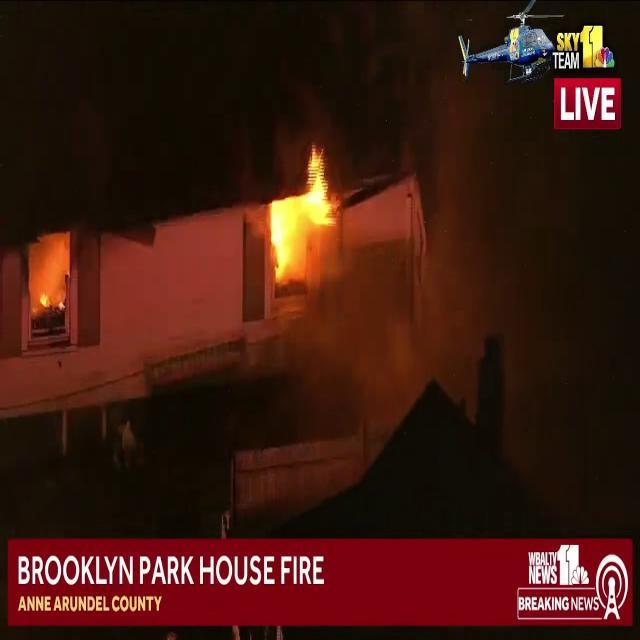 SKY
TEAM 11
LIVE
BROOKLYN PARK HOUSE FIRE
ANNE ARUNDEL COUNTY
WBALTV
NEWS 11
BREAKING NEWS